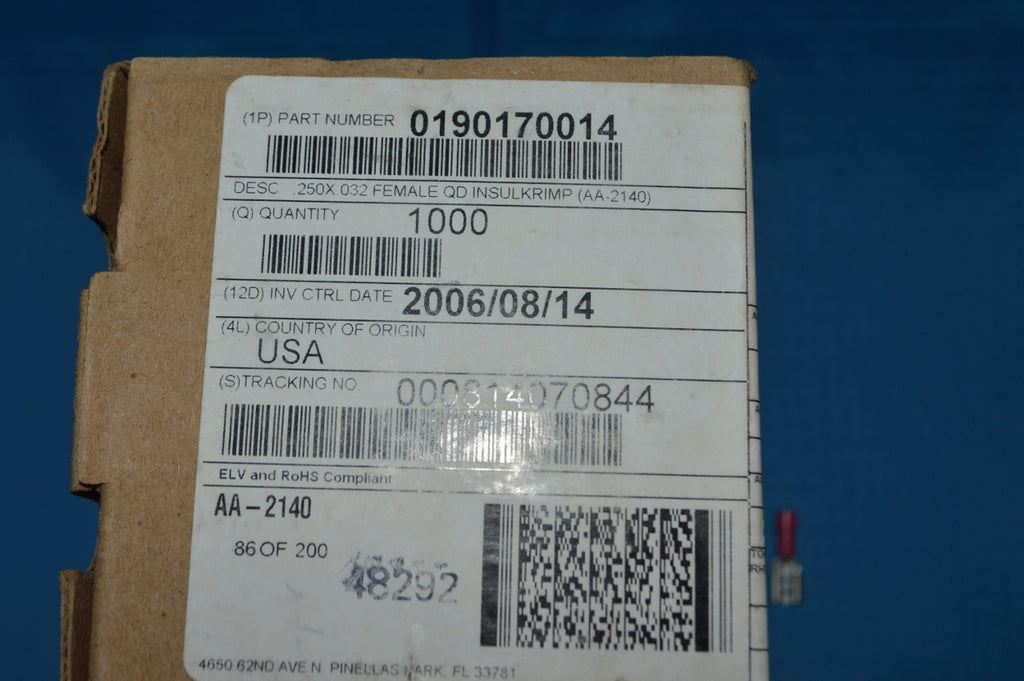 (1P) PART NUMBER 0190170014
DESC .250X.032 FEMALE QD INSULKRIMP (AA-2140)
(Q) QUANTITY 1000
(12D) INV CTRL DATE 2006/08/14
(4L) COUNTRY OF ORIGIN
USA
(S)TRACKING NO. 000814070844
ELV and RoHS Compliant
AA-2140
86 OF 200
48292
4650 62ND AVE N. PINELLAS PARK, FL 33781